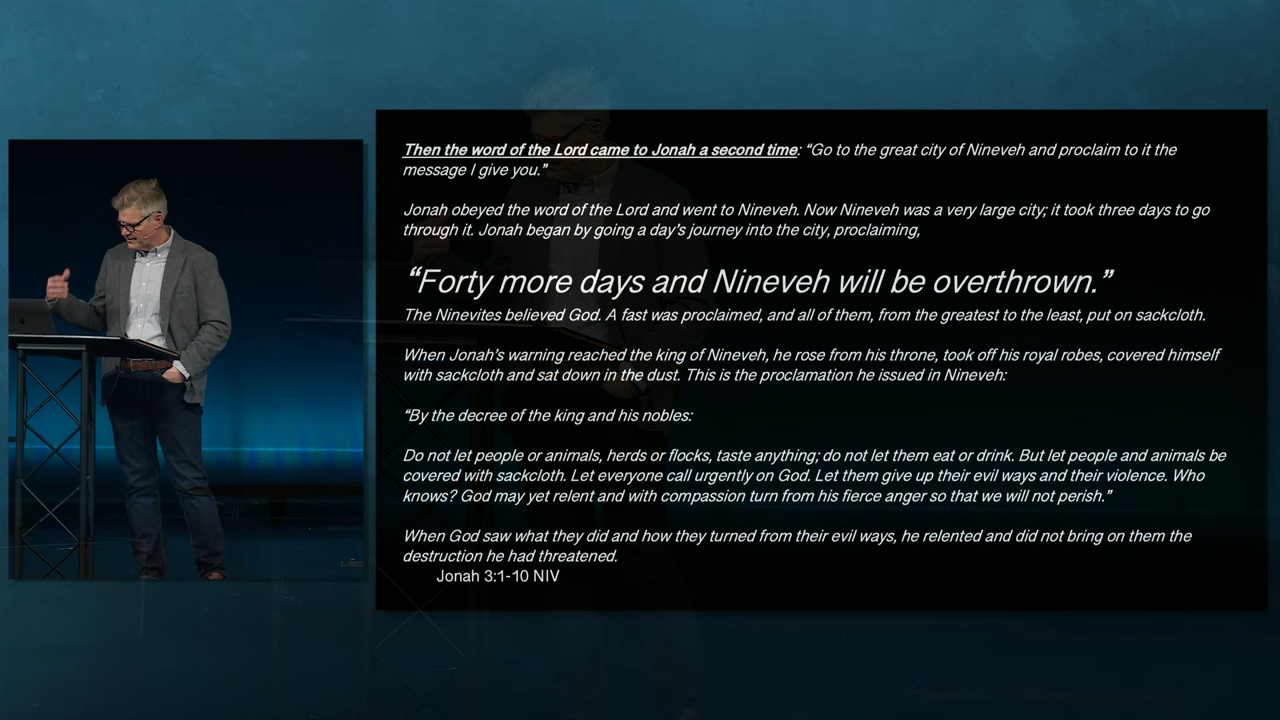 Then the word of the Lord came to Jonah a second time: “Go to the great city of Nineveh and proclaim to it the
message I give you.”
Jonah obeyed the word of the Lord and went to Nineveh. Now Nineveh was a very large city; it took three days to go
through it. Jonah began by going a day’s journey into the city, proclaiming,
“Forty more days and Nineveh will be overthrown.”
The Ninevites believed God. A fast was proclaimed, and all of them, from the greatest to the least, put on sackcloth.
When Jonah’s warning reached the king of Nineveh, he rose from his throne, took off his royal robes, covered himself
with sackcloth and sat down in the dust. This is the proclamation he issued in Nineveh:
“By the decree of the king and his nobles:
Do not let people or animals, herds or flocks, taste anything; do not let them eat or drink. But let people and animals be
covered with sackcloth. Let everyone call urgently on God. Let them give up their evil ways and their violence. Who
knows? God may yet relent and with compassion turn from his fierce anger so that we will not perish.”
When God saw what they did and how they turned from their evil ways, he relented and did not bring on them the
destruction he had threatened.
Jonah 3:1-10 NIV